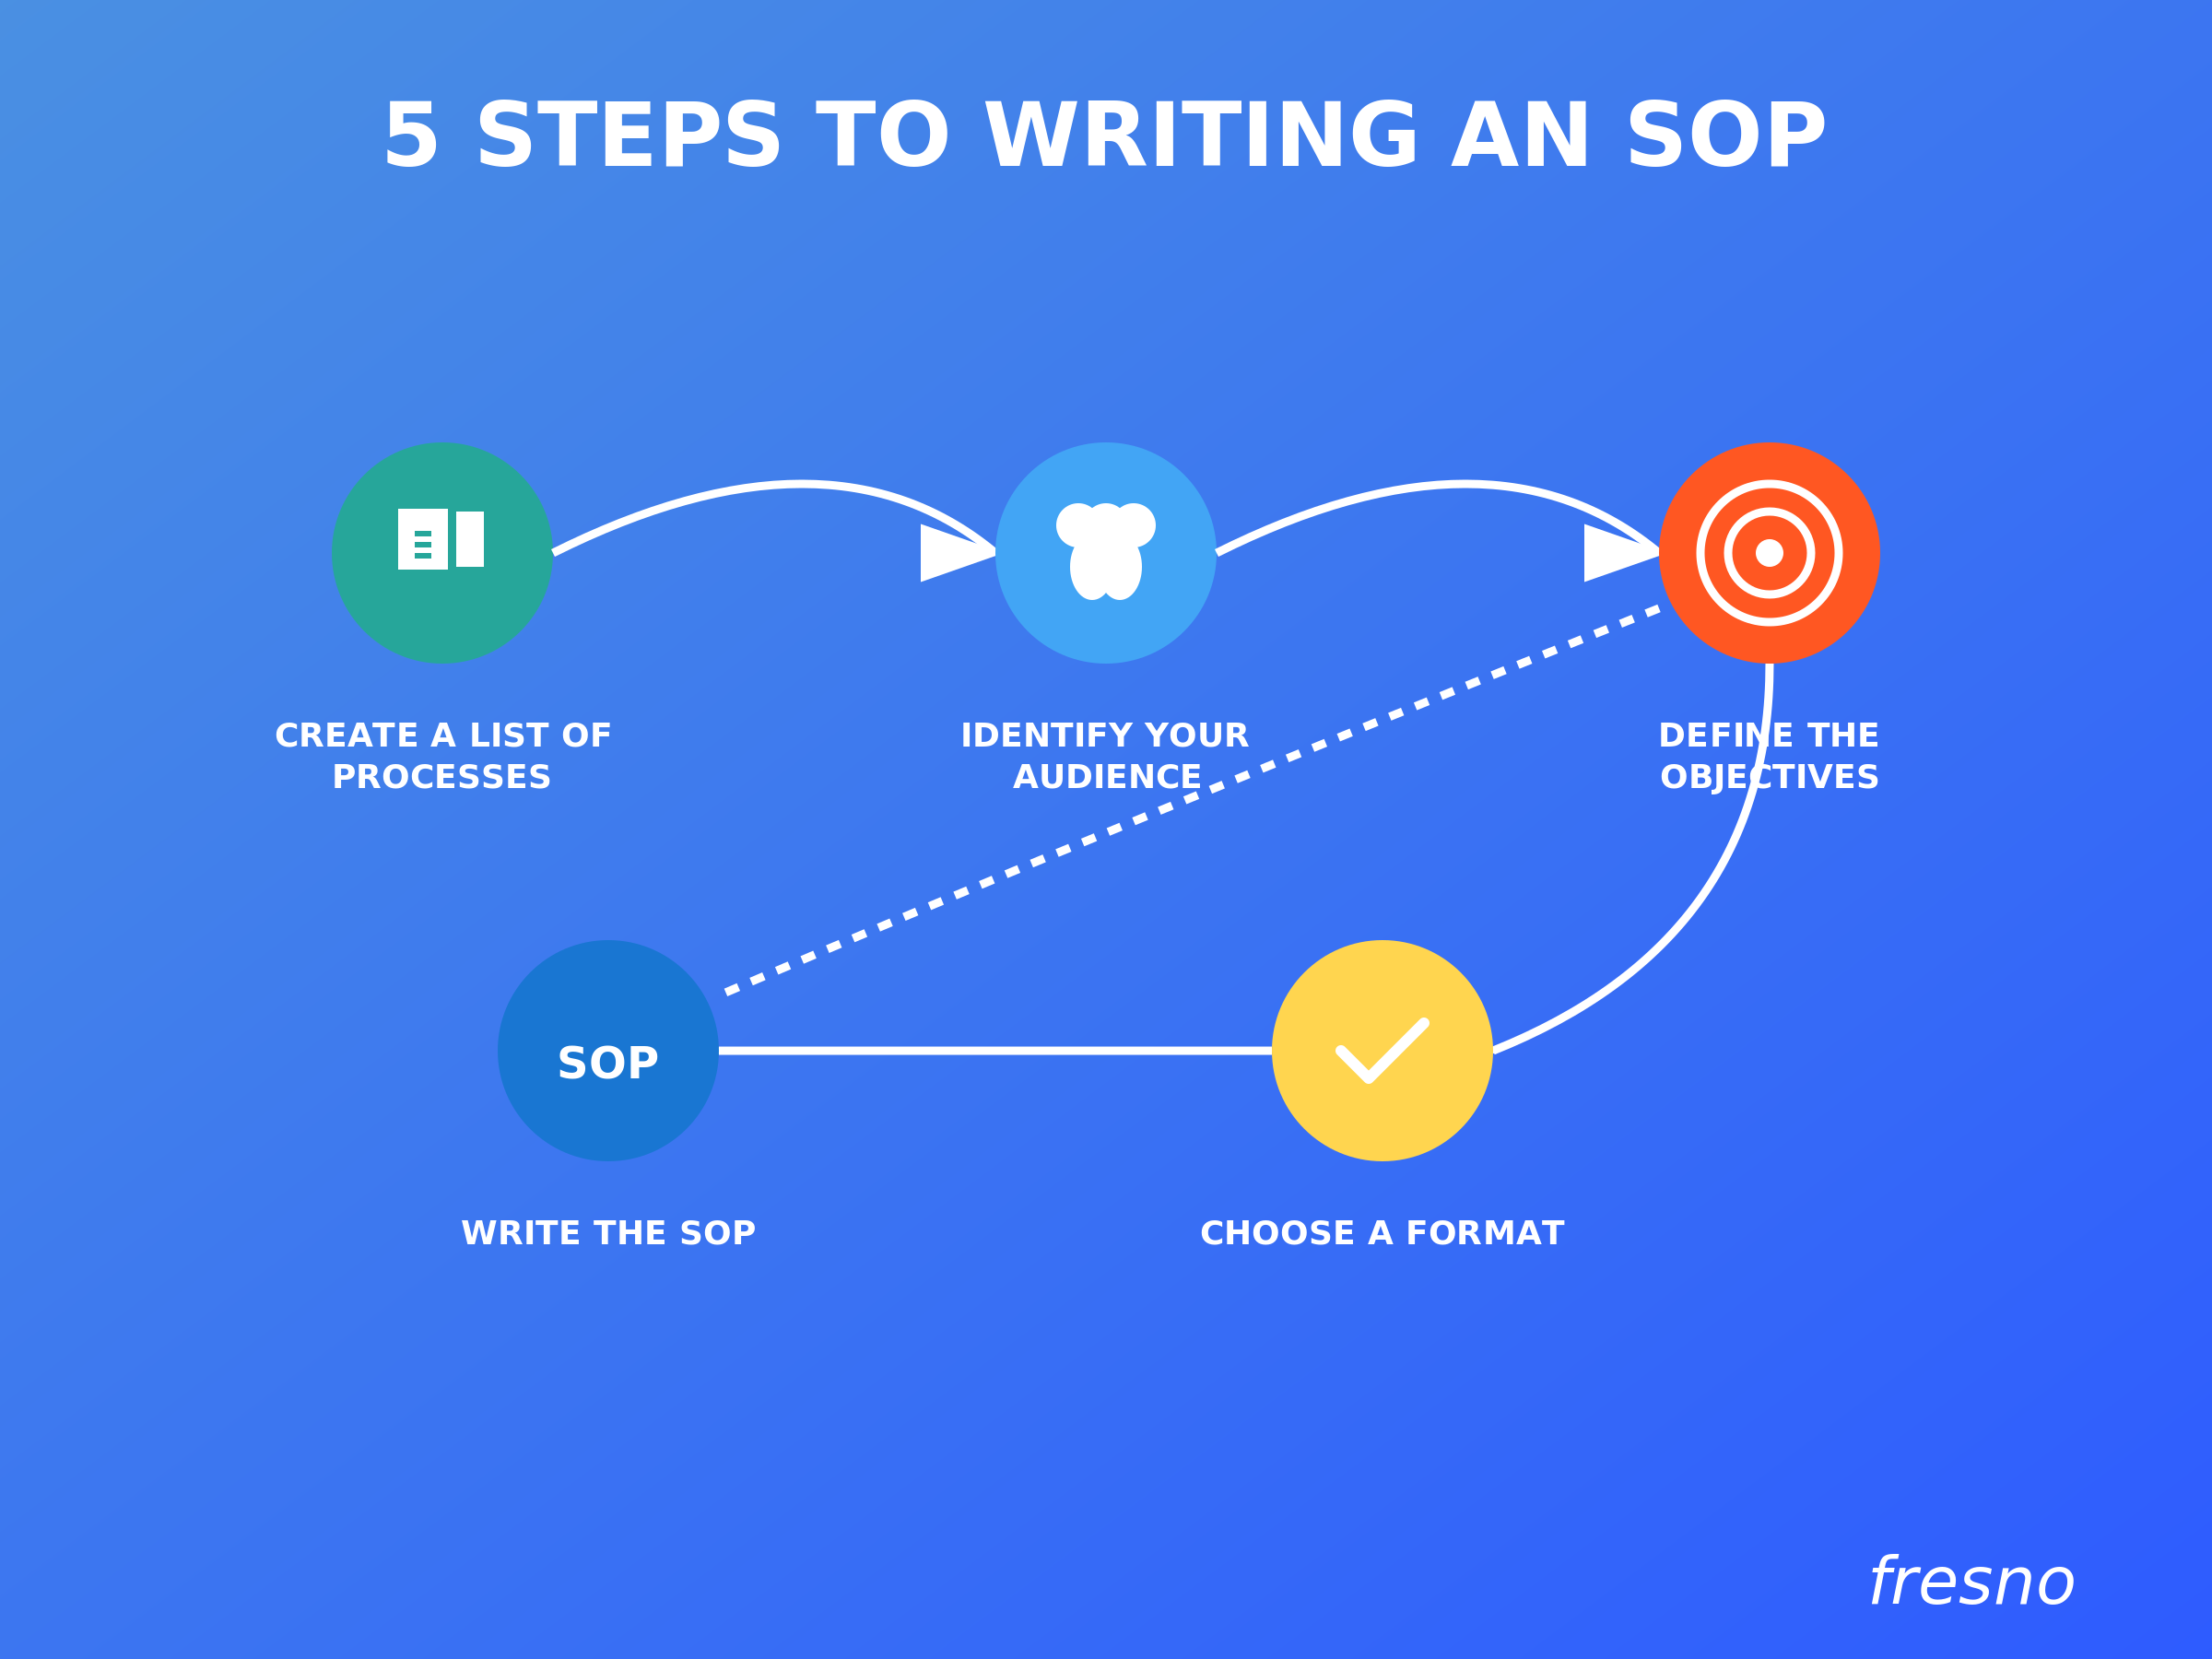 5 STEPS TO WRITING AN SOP
CREATE A LIST OF
PROCESSES
IDENTIFY YOUR
AUDIENCE
DEFINE THE
OBJECTIVES
SOP
WRITE THE SOP
CHOOSE A FORMAT
fresno